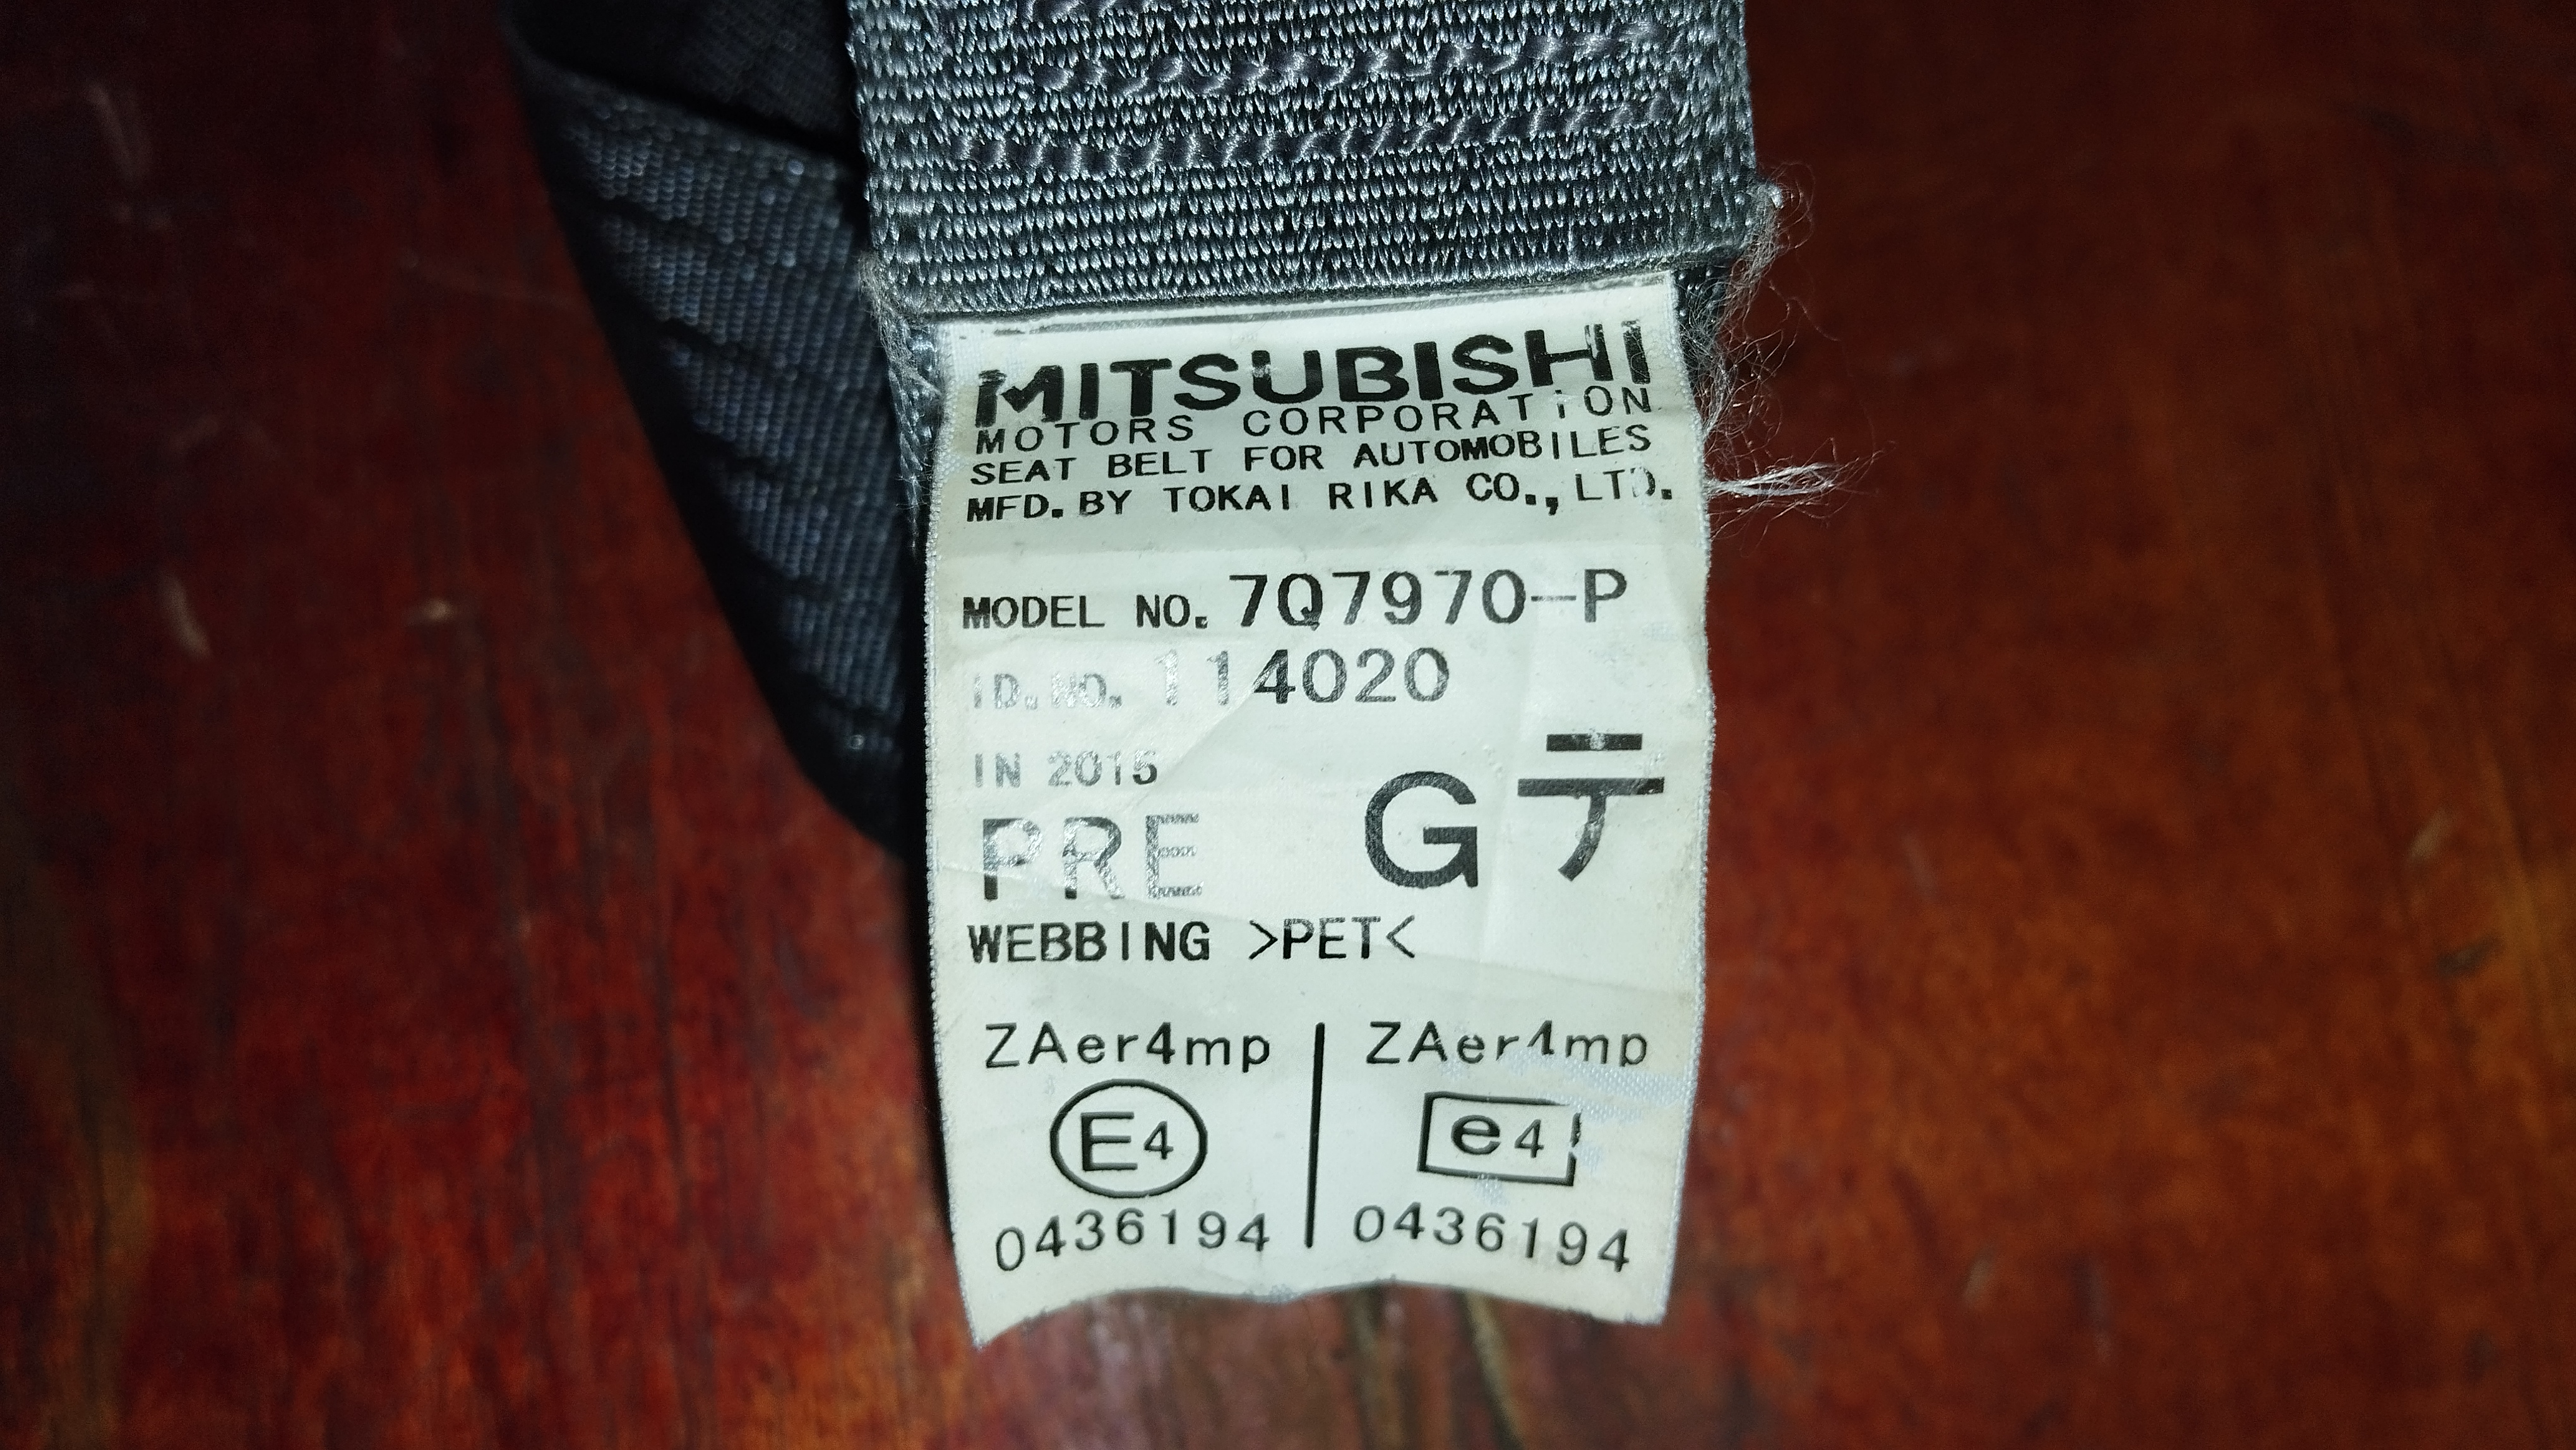 MITSUBISHI
MOTORS CORPORATION
SEAT BELT FOR AUTOMOBILES
MFD. BY TOKAI RIKA CO., LTD.
MODEL NO. 7Q7970-P
ID. NO. 114020
IN 2015
PRE G〒
WEBBING >PET<
ZAer4mp | ZAer4mp
E4 | e4
0436194 | 0436194